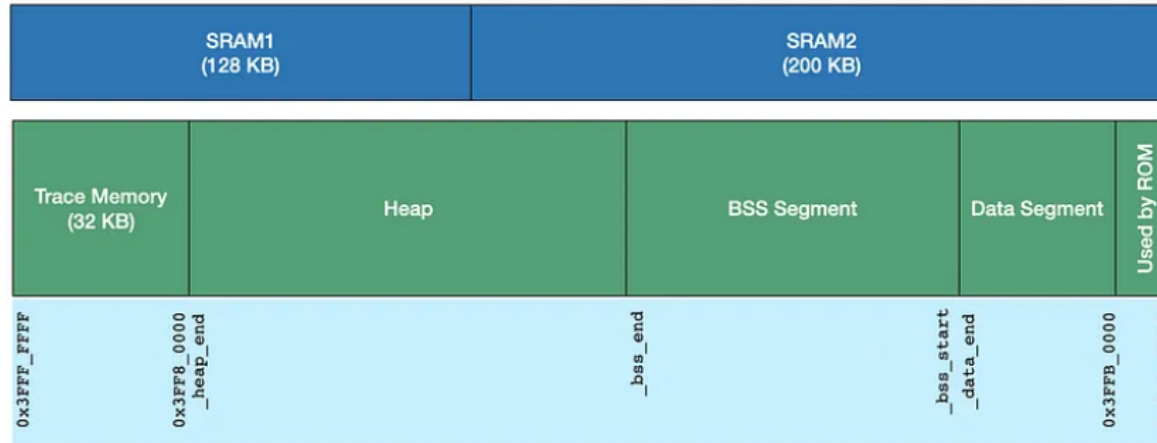 SRAM1
(128 KB)
SRAM2
(200 KB)
Trace Memory
(32 KB)
Heap
BSS Segment
Data Segment
Used by ROM
0x3FFF_FFFF
0x3FF8_0000
_heap_end
_bss_end
_bss_start
_data_end
0x3FFB_0000